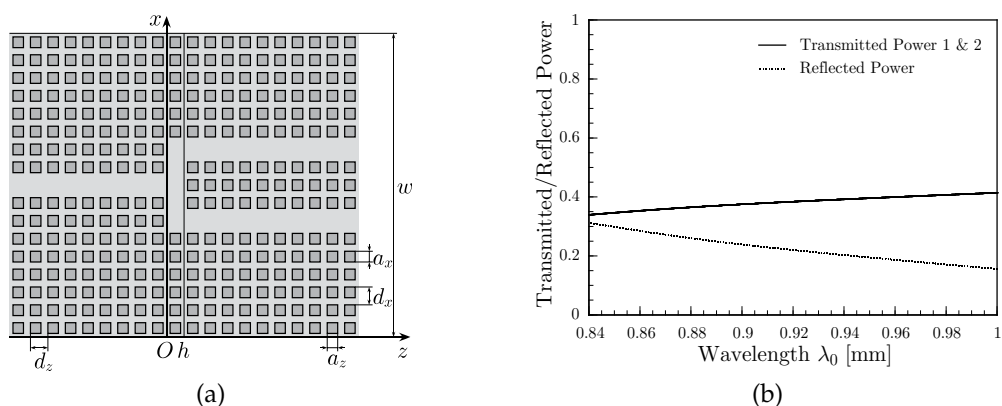 x
w
a_x
d_x
O h
z
d_z
a_z
(a)
Transmitted/Reflected Power
1
0.8
0.6
0.4
0.2
0
Transmitted Power 1 & 2
Reflected Power
0.84 0.86 0.88 0.9 0.92 0.94 0.96 0.98 1
Wavelength λ₀ [mm]
(b)